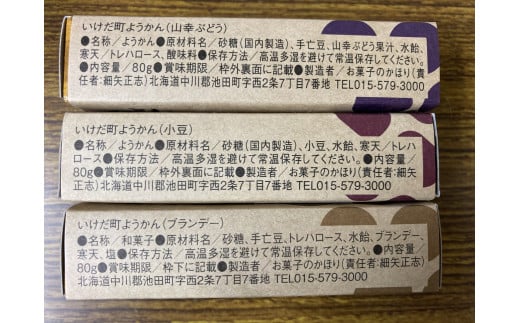 いけだ町ようかん(山幸ぶどう)
●名称/ようかん●原材料名/砂糖(国内製造)、手亡豆、山幸ぶどう果汁、水飴、
寒天/トレハロース、酸味料●保存方法/高温多湿を避けて常温保存してください。
●内容量/80g●賞味期限/枠外裏面に記載●製造者/お菓子のかほり(責
任者:細矢正志)北海道中川郡池田町字西2条7丁目7番地 TEL015-579-3000
いけだ町ようかん(小豆)
●名称/ようかん●原材料名/砂糖(国内製造)、小豆、水飴、寒天/トレハ
ロース●保存方法/高温多湿を避けて常温保存してください。●内容量/
80g●賞味期限/枠外裏面に記載●製造者/お菓子のかほり(責任者:細矢
正志)北海道中川郡池田町字西2条7丁目7番地 TEL015-579-3000
いけだ町ようかん(ブランデー)
●名称/和菓子●原材料名/砂糖、手亡豆、トレハロース、水飴、ブランデー、
寒天、塩●保存方法/高温多湿を避けて常温保存してください。●内容量/
80g●賞味期限/枠下に記載●製造者/お菓子のかほり(責任者:細矢正志)
北海道中川郡池田町字西2条7丁目7番地 TEL015-579-3000